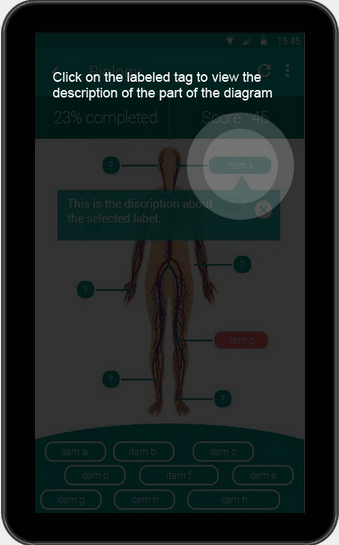 15:45
Biology
Click on the labeled tag to view the
description of the part of the diagram
23% completed
Score 45
?
item k
This is the discription about
the selected label.
?
?
item p
?
?
item a
item b
item c
item d
item f
item e
item g
item h
item h